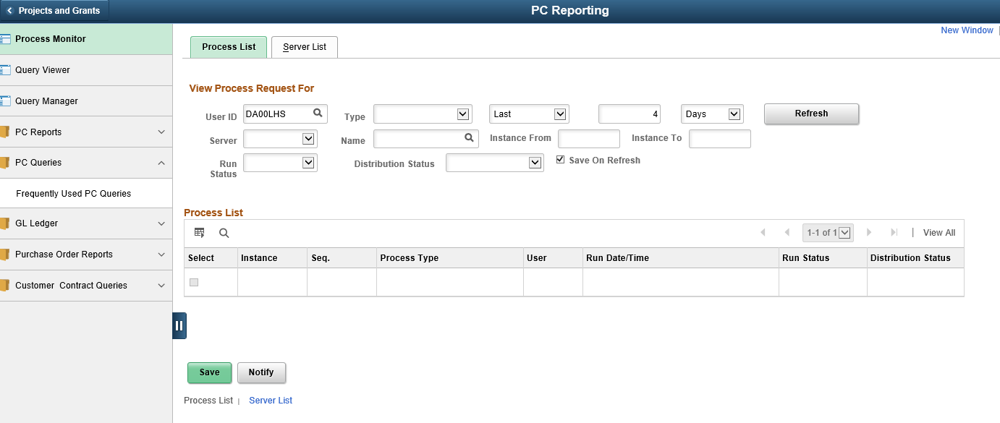 Projects and Grants
PC Reporting
New Window |
Process Monitor
Query Viewer
Query Manager
PC Reports
PC Queries
Frequently Used PC Queries
GL Ledger
Purchase Order Reports
Customer Contract Queries
Process List
Server List
View Process Request For
User ID DA00LHS Type Last 4 Days Refresh
Server Name Instance From Instance To
Run Status Distribution Status Save On Refresh
Process List
1-1 of 1 | View All
Select Instance Seq. Process Type User Run Date/Time Run Status Distribution Status
Save Notify
Process List | Server List